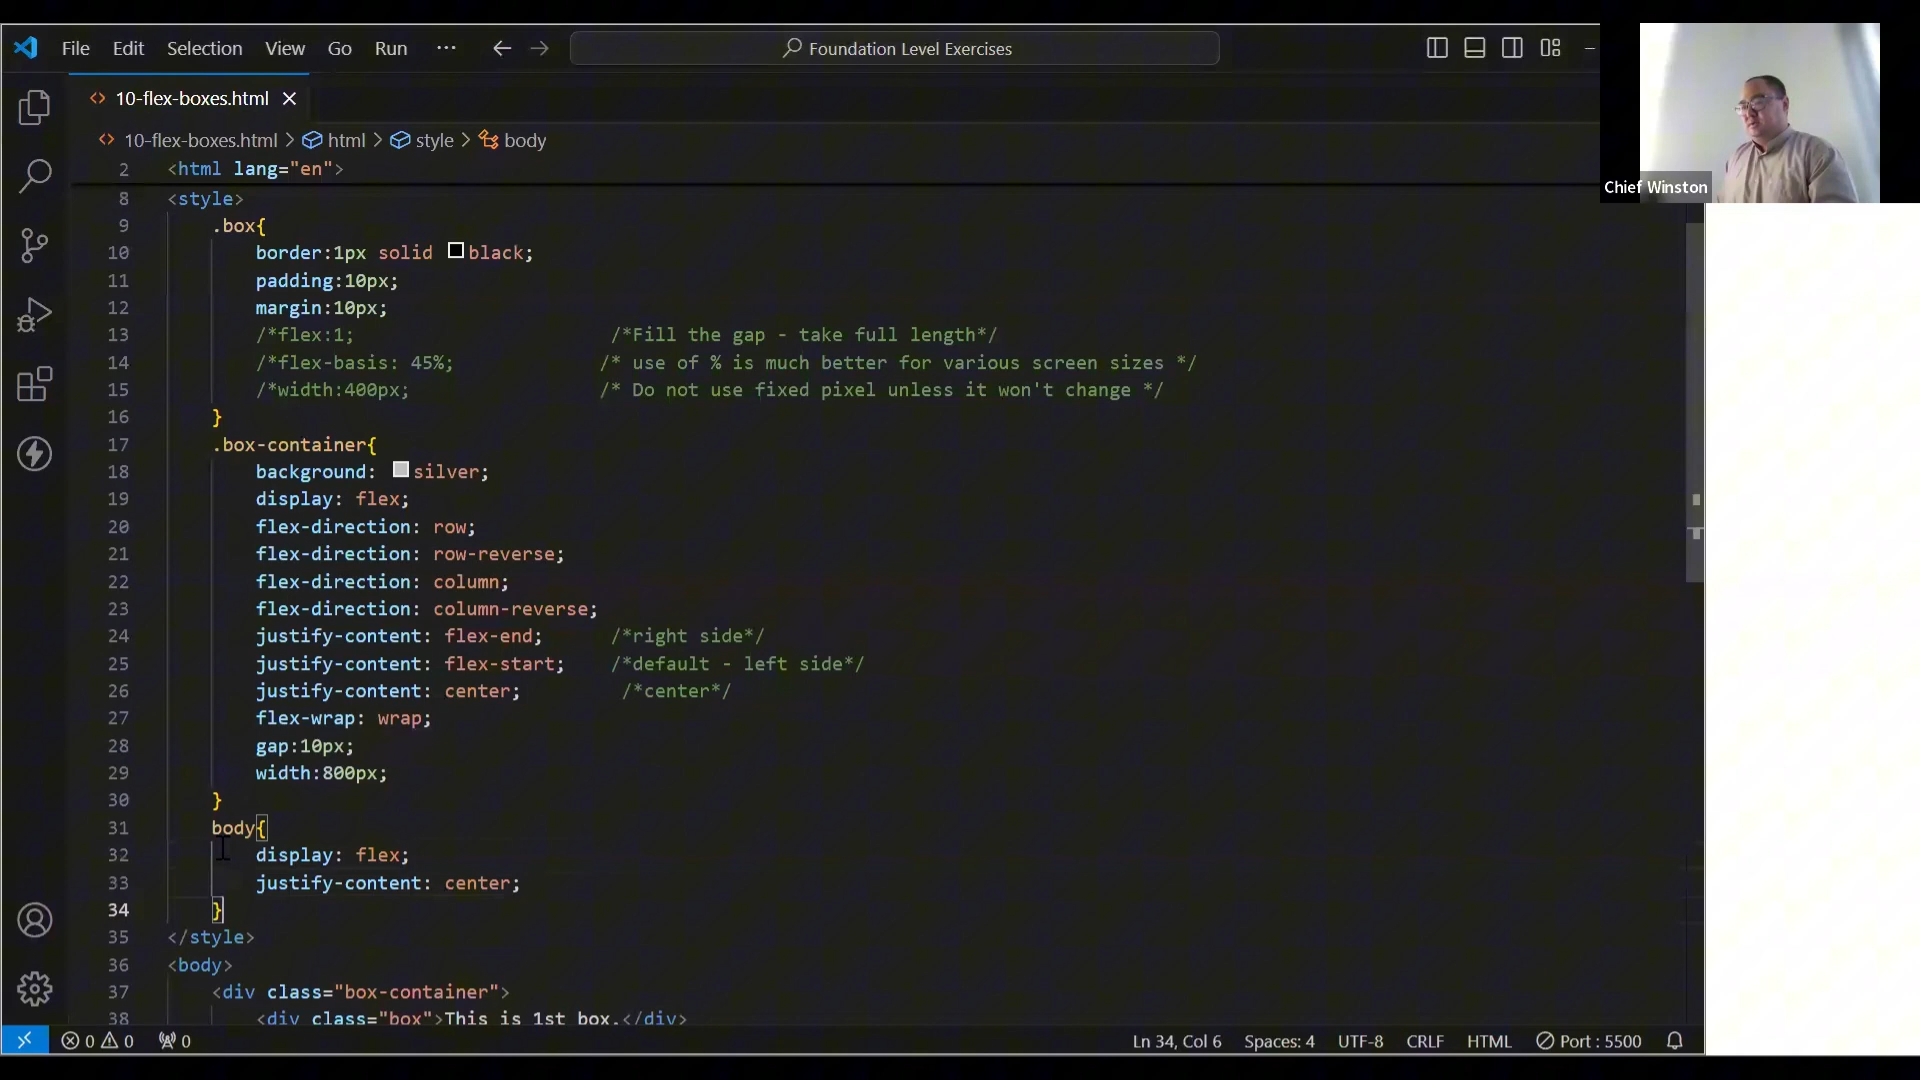 File Edit Selection View Go Run ··· Foundation Level Exercises
10-flex-boxes.html
10-flex-boxes.html > html > style > body
Chief Winston
2 <html lang="en">
8 <style>
9 .box{
10 border:1px solid black;
11 padding:10px;
12 margin:10px;
13 /*flex:1; /*Fill the gap - take full length*/
14 /*flex-basis: 45%; /* use of % is much better for various screen sizes */
15 /*width:400px; /* Do not use fixed pixel unless it won't change */
16 }
17 .box-container{
18 background: silver;
19 display: flex;
20 flex-direction: row;
21 flex-direction: row-reverse;
22 flex-direction: column;
23 flex-direction: column-reverse;
24 justify-content: flex-end; /*right side*/
25 justify-content: flex-start; /*default - left side*/
26 justify-content: center; /*center*/
27 flex-wrap: wrap;
28 gap:10px;
29 width:800px;
30 }
31 body{
32 display: flex;
33 justify-content: center;
34 }
35 </style>
36 <body>
37 <div class="box-container">
38 <div class="box">This is 1st box.</div>
0 0 0 Ln 34, Col 6 Spaces: 4 UTF-8 CRLF HTML Port : 5500